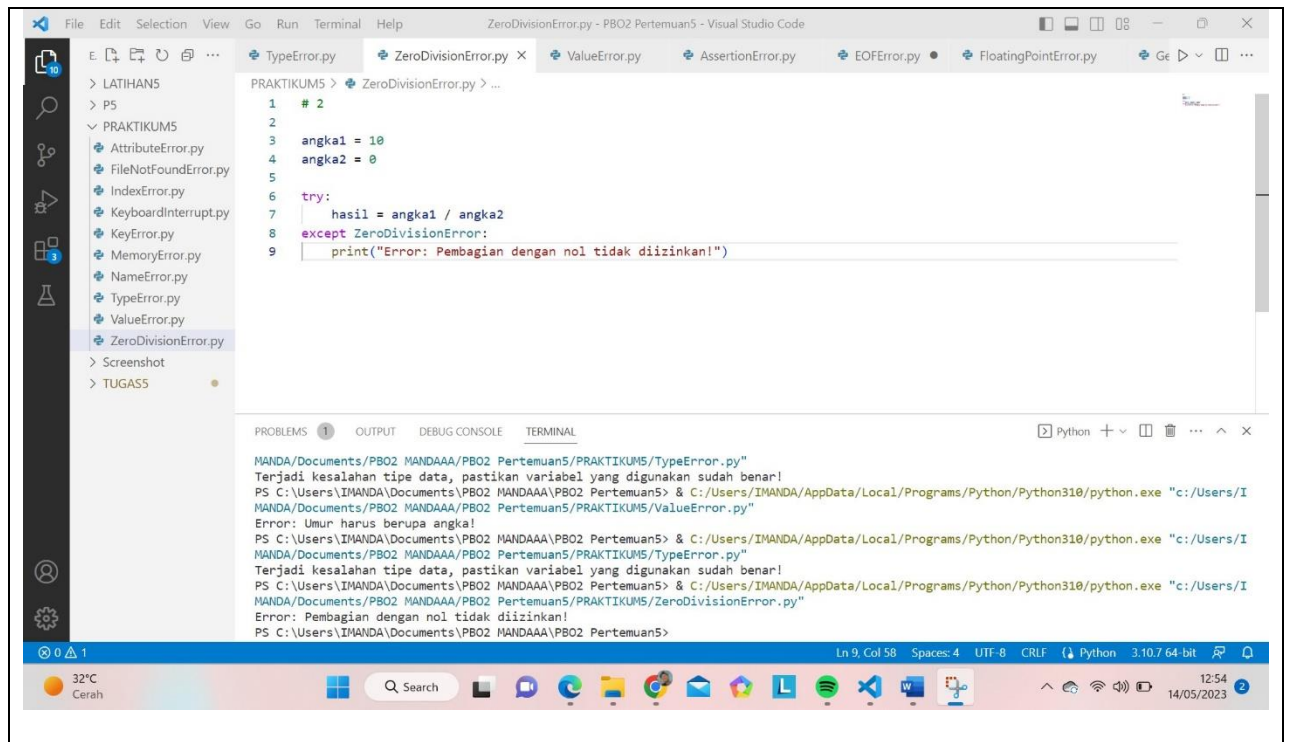 File Edit Selection View Go Run Terminal Help ZeroDivisionError.py - PBO2 Pertemuan5 - Visual Studio Code
E
TypeError.py ZeroDivisionError.py ValueError.py AssertionError.py EOFError.py FloatingPointError.py Ge
> LATIHAN5
> P5
PRAKTIKUM5
AttributeError.py
FileNotFoundError.py
IndexError.py
KeyboardInterrupt.py
KeyError.py
MemoryError.py
NameError.py
TypeError.py
ValueError.py
ZeroDivisionError.py
> Screenshot
> TUGAS5
10
3
PRAKTIKUM5 > ZeroDivisionError.py > ...
1 # 2
2
3 angka1 = 10
4 angka2 = 0
5
6 try:
7 hasil = angka1 / angka2
8 except ZeroDivisionError:
9 print("Error: Pembagian dengan nol tidak diizinkan!")
PROBLEMS 1 OUTPUT DEBUG CONSOLE TERMINAL Python
MANDA/Documents/PBO2 MANDAAA/PBO2 Pertemuan5/PRAKTIKUM5/TypeError.py"
Terjadi kesalahan tipe data, pastikan variabel yang digunakan sudah benar!
PS C:\Users\IMANDA\Documents\PBO2 MANDAAA\PBO2 Pertemuan5> & C:/Users/IMANDA/AppData/Local/Programs/Python/Python310/python.exe "c:/Users/I
MANDA/Documents/PBO2 MANDAAA/PBO2 Pertemuan5/PRAKTIKUM5/ValueError.py"
Error: Umur harus berupa angka!
PS C:\Users\IMANDA\Documents\PBO2 MANDAAA\PBO2 Pertemuan5> & C:/Users/IMANDA/AppData/Local/Programs/Python/Python310/python.exe "c:/Users/I
MANDA/Documents/PBO2 MANDAAA/PBO2 Pertemuan5/PRAKTIKUM5/TypeError.py"
Terjadi kesalahan tipe data, pastikan variabel yang digunakan sudah benar!
PS C:\Users\IMANDA\Documents\PBO2 MANDAAA\PBO2 Pertemuan5> & C:/Users/IMANDA/AppData/Local/Programs/Python/Python310/python.exe "c:/Users/I
MANDA/Documents/PBO2 MANDAAA/PBO2 Pertemuan5/PRAKTIKUM5/ZeroDivisionError.py"
Error: Pembagian dengan nol tidak diizinkan!
PS C:\Users\IMANDA\Documents\PBO2 MANDAAA\PBO2 Pertemuan5>
0 1 Ln 9, Col 58 Spaces: 4 UTF-8 CRLF Python 3.10.7 64-bit
32°C
Cerah
Search
12:54
14/05/2023
2